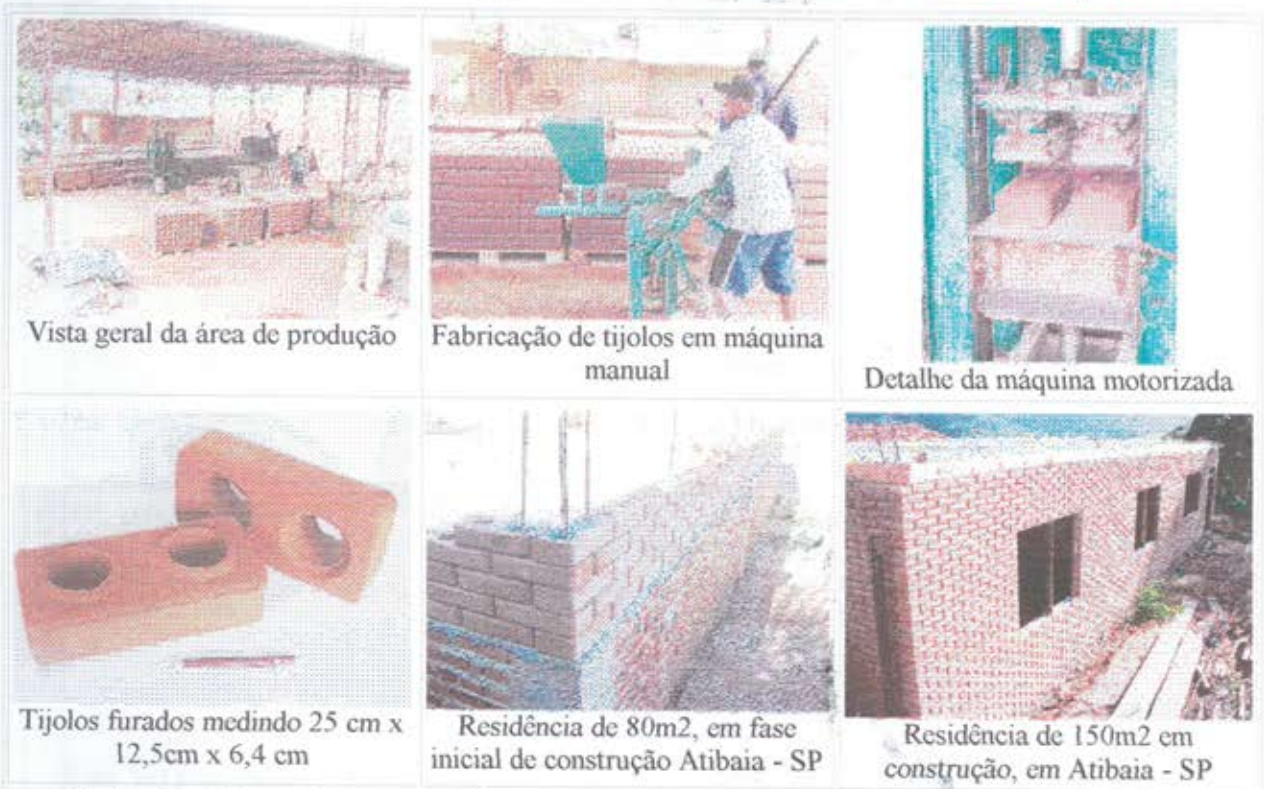 Vista geral da área de produção
Fabricação de tijolos em máquina
manual
Detalhe da máquina motorizada
Tijolos furados medindo 25 cm x
12,5cm x 6,4 cm
Residência de 80m2, em fase
inicial de construção Atibaia - SP
Residência de 150m2 em
construção, em Atibaia - SP